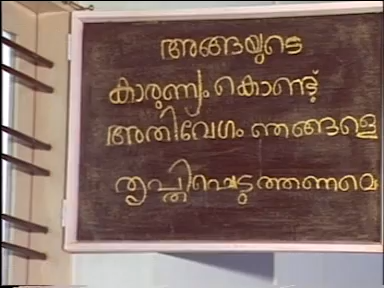 അങ്ങയുടെ
കാരുണ്യം കൊണ്ട്
അതിവേഗം ഞങ്ങളെ
തൃപ്തിപ്പെടുത്തണമെ